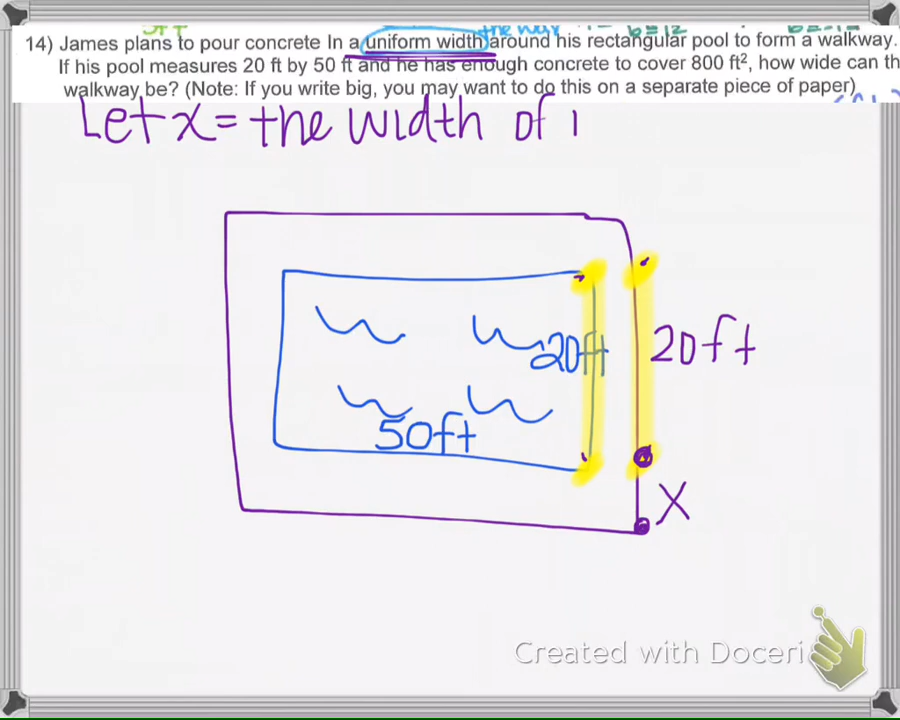 14) James plans to pour concrete In a uniform width around his rectangular pool to form a walkway.
If his pool measures 20 ft by 50 ft and he has enough concrete to cover 800 ft², how wide can th
walkway be? (Note: If you write big, you may want to do this on a separate piece of paper)
Let x = the width of
20ft
20ft
50ft
X
Created with Doceri